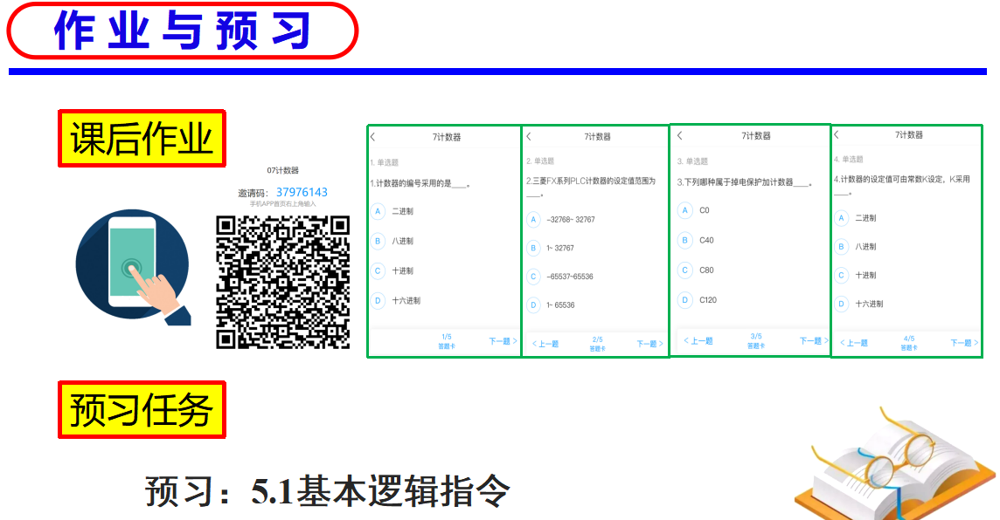 作业与预习
课后作业
07计数器
邀请码： 37976143
手机APP首页右上角输入
7计数器
1. 单选题
1.计数器的编号采用的是____。
A 二进制
B 八进制
C 十进制
D 十六进制
1/5
答题卡
下一题 >
7计数器
2. 单选题
2.三菱FX系列PLC计数器的设定值范围为
____。
A -32768~ 32767
B 1~ 32767
C -65537~65536
D 1~ 65536
< 上一题
2/5
答题卡
下一题 >
7计数器
3. 单选题
3.下列哪种属于掉电保护加计数器____。
A C0
B C40
C C80
D C120
< 上一题
3/5
答题卡
下一题 >
7计数器
4. 单选题
4.计数器的设定值可由常数K设定，K采用
____。
A 二进制
B 八进制
C 十进制
D 十六进制
< 上一题
4/5
答题卡
下一题 >
预习任务
预习：5.1基本逻辑指令